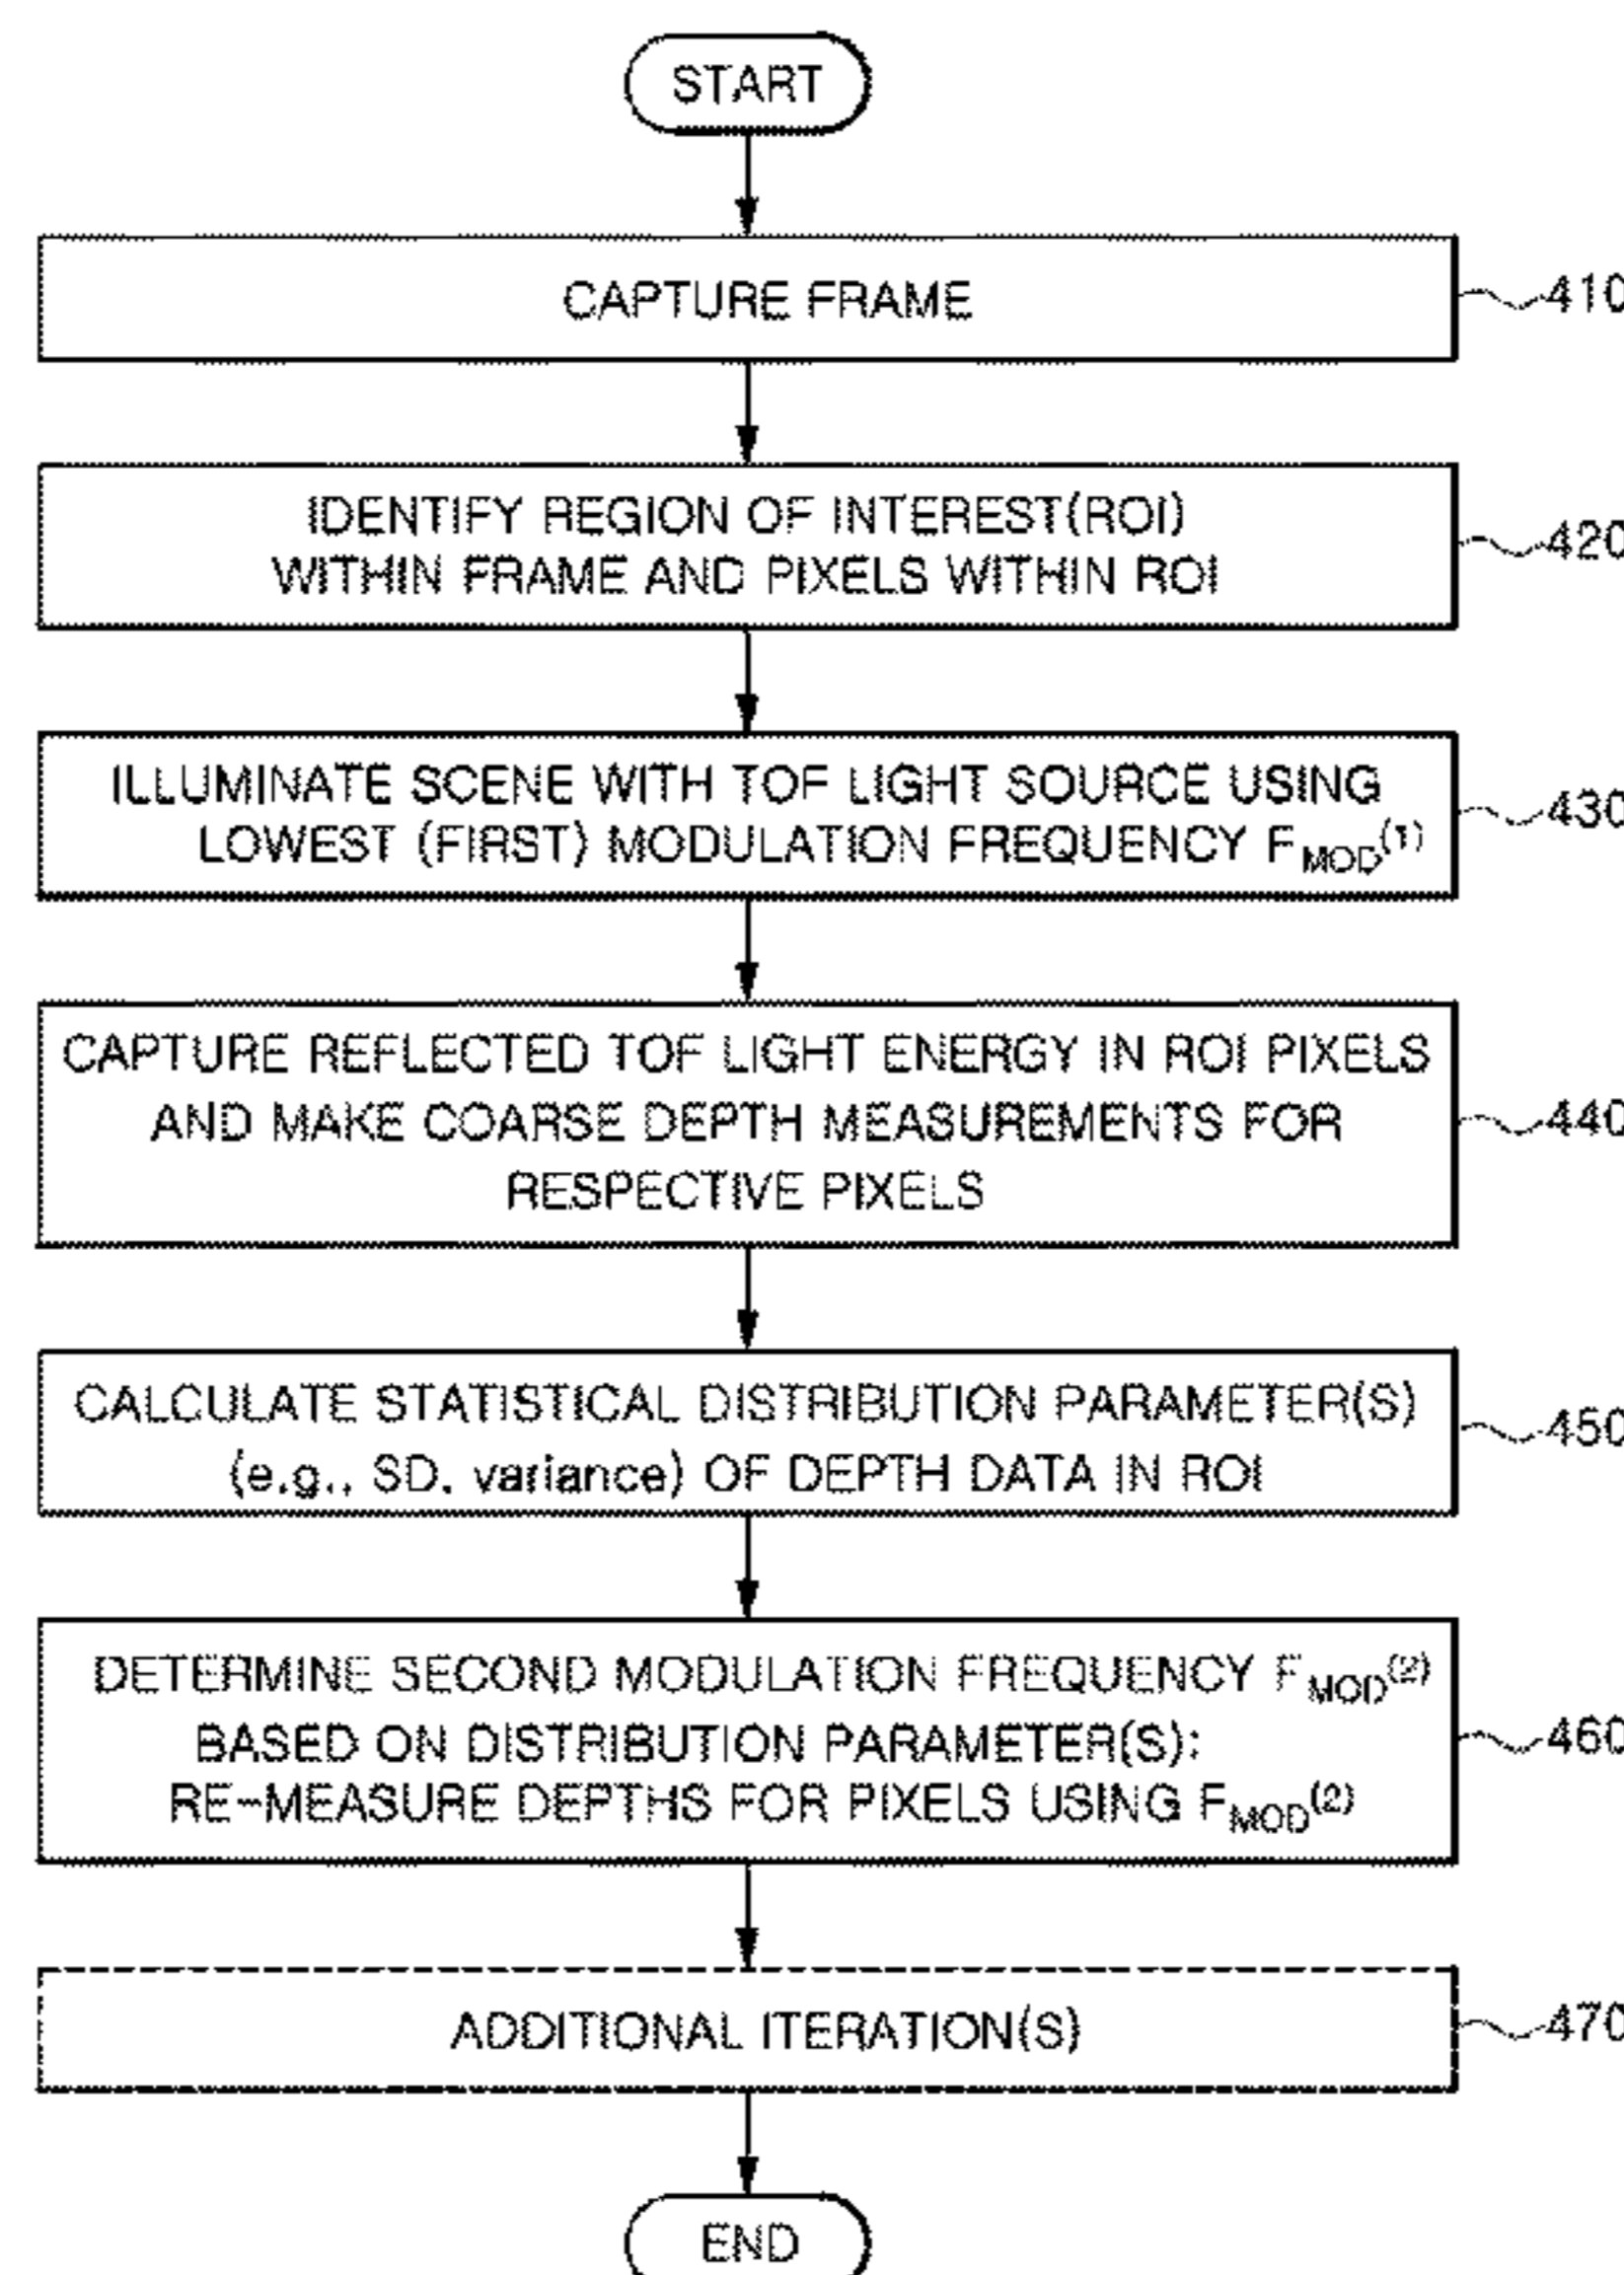 START
CAPTURE FRAME
410
IDENTIFY REGION OF INTEREST(ROI)
WITHIN FRAME AND PIXELS WITHIN ROI
420
ILLUMINATE SCENE WITH TOF LIGHT SOURCE USING
LOWEST (FIRST) MODULATION FREQUENCY F_MOD^(1)
430
CAPTURE REFLECTED TOF LIGHT ENERGY IN ROI PIXELS
AND MAKE COARSE DEPTH MEASUREMENTS FOR
RESPECTIVE PIXELS
440
CALCULATE STATISTICAL DISTRIBUTION PARAMETER(S)
(e.g., SD, variance) OF DEPTH DATA IN ROI
450
DETERMINE SECOND MODULATION FREQUENCY F_MOD^(2)
BASED ON DISTRIBUTION PARAMETER(S);
RE-MEASURE DEPTHS FOR PIXELS USING F_MOD^(2)
460
ADDITIONAL ITERATION(S)
470
END